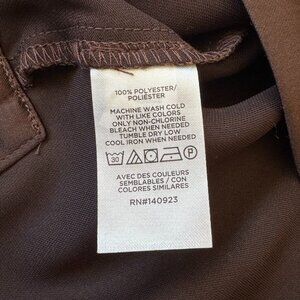 100% POLYESTER/
POLIÉSTER
MACHINE WASH COLD
WITH LIKE COLORS
ONLY NON-CHLORINE
BLEACH WHEN NEEDED
TUMBLE DRY LOW
COOL IRON WHEN NEEDED
30 P
AVEC DES COULEURS
SEMBLABLES / CON
COLORES SIMILARES
RN#140923